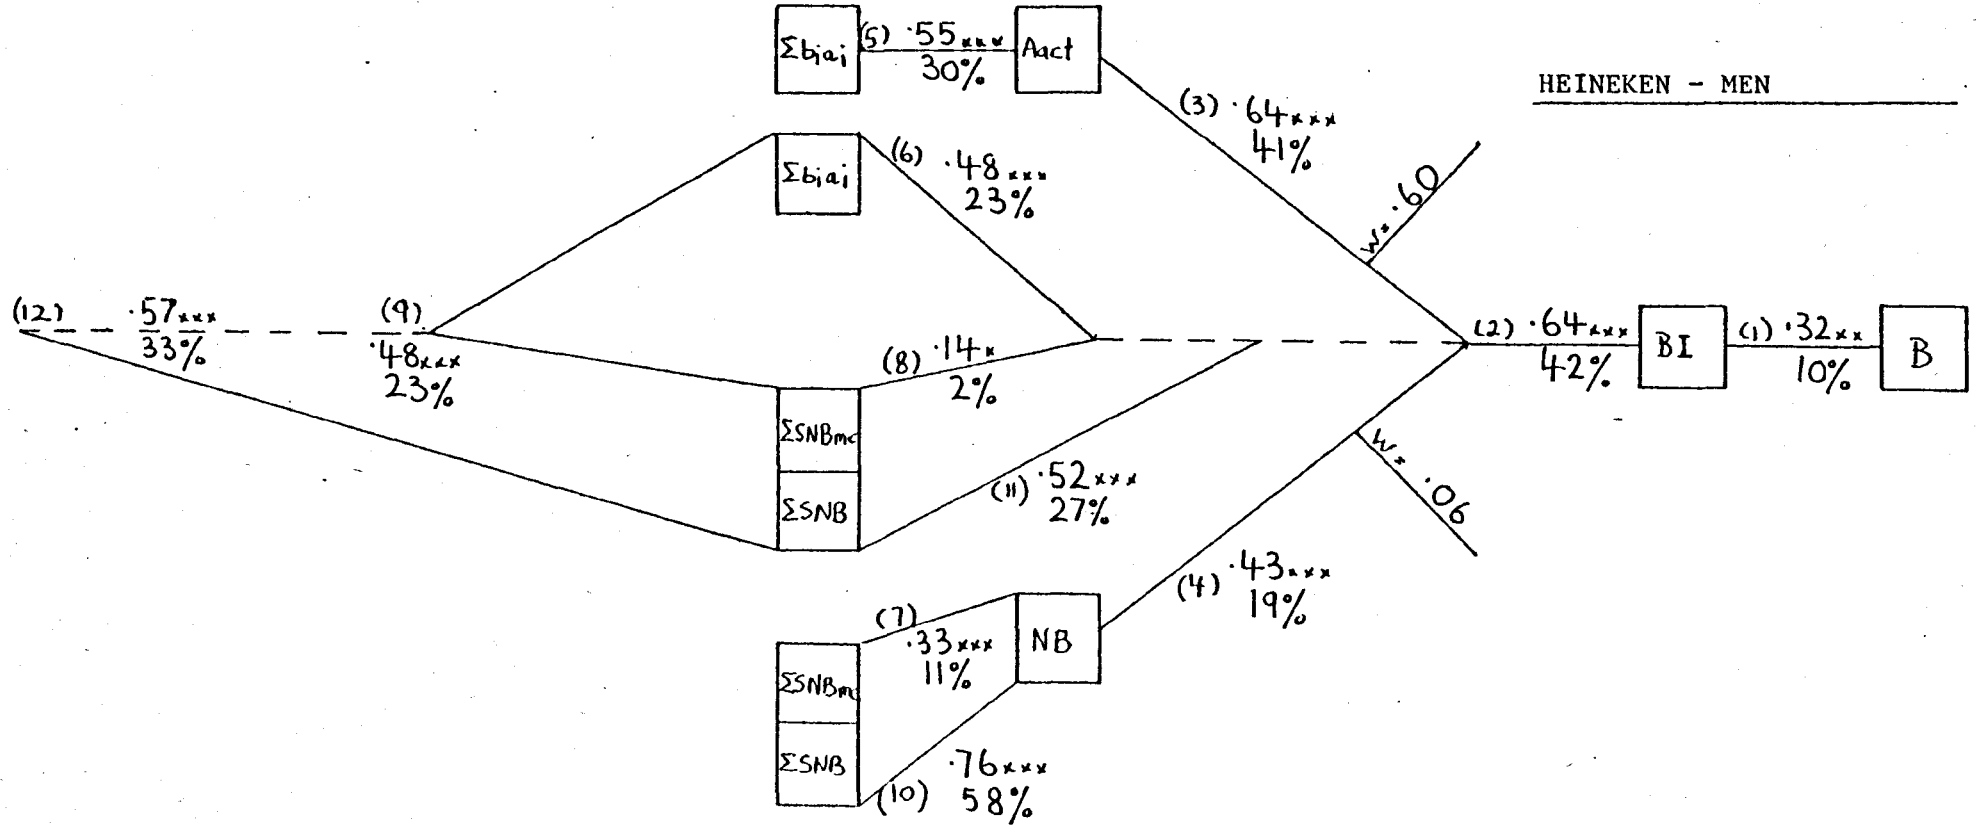 HEINEKEN - MEN
Σbiai
(5) ·55xxx
30%
Aact
(3) ·64xxx
41%
W= ·60
Σbiai
(6) ·48xxx
23%
(12) ·57xxx
33%
(9)
·48xxx
23%
(8) ·14x
2%
(2) ·64xxx
42%
BI
(1) ·32xx
10%
B
ΣSNBmc
ΣSNB
(11) ·52xxx
27%
W= ·06
(4) ·43xxx
19%
(7)
·33xxx
11%
NB
ΣSNBmc
ΣSNB
(10) ·76xxx
58%